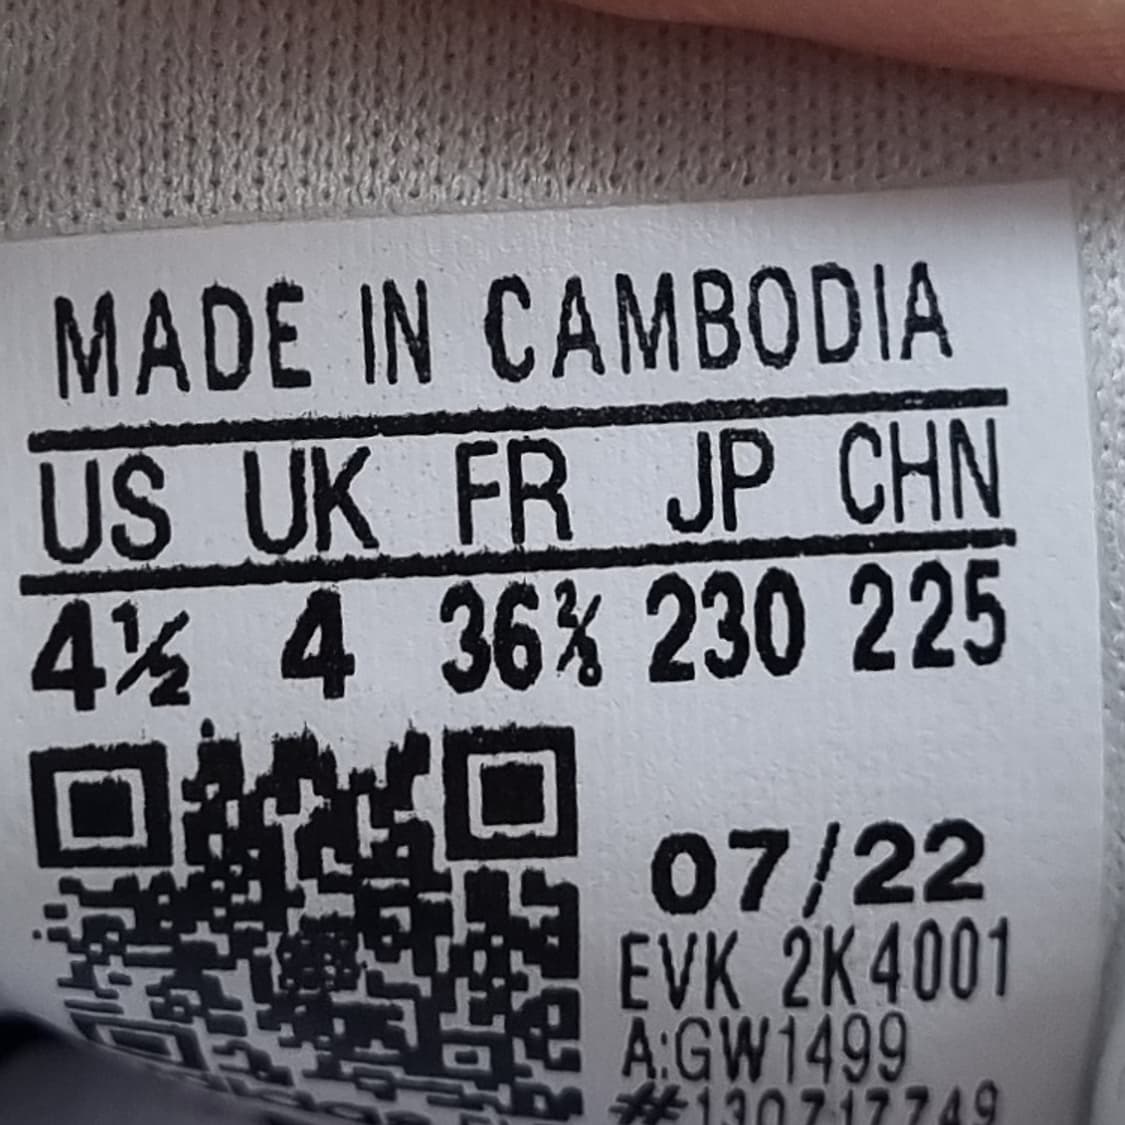 MADE IN CAMBODIA
US UK FR JP CHN
4½ 4 36⅔ 230 225
07/22
EVK 2K4001
A:GW1499
#130717749